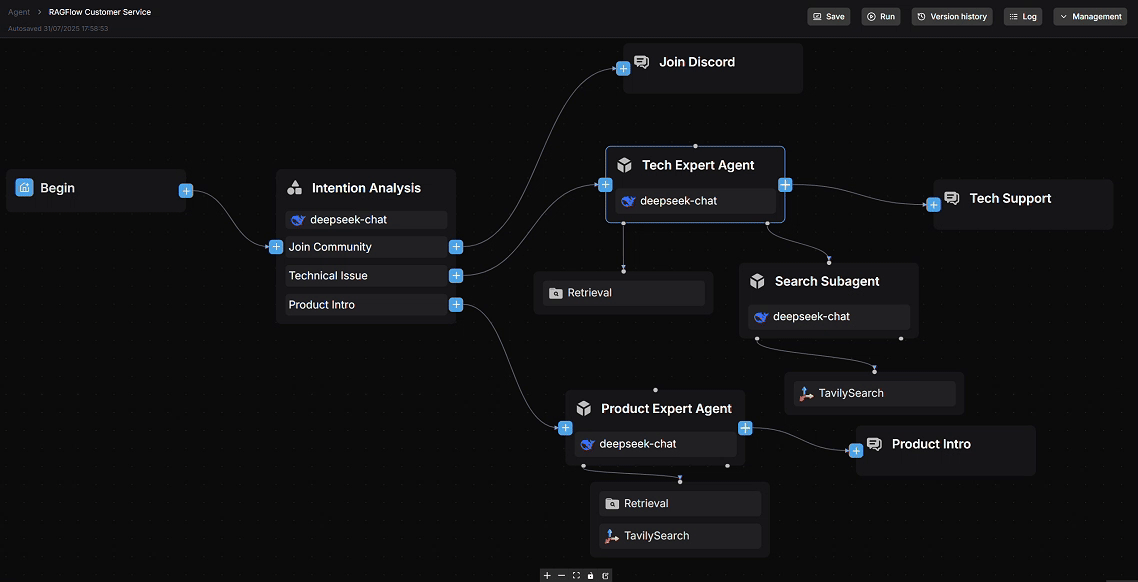 Agent > RAGFlow Customer Service
Autosaved 31/07/2025 17:58:53
Save
Run
Version history
Log
Management
Join Discord
Begin
Intention Analysis
deepseek-chat
Join Community
Technical Issue
Product Intro
Tech Expert Agent
deepseek-chat
Tech Support
Retrieval
Search Subagent
deepseek-chat
TavilySearch
Product Expert Agent
deepseek-chat
Product Intro
Retrieval
TavilySearch